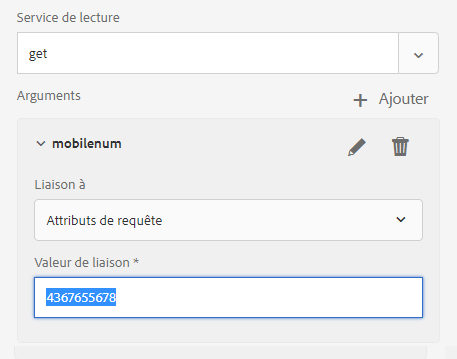 Service de lecture
get
Arguments
Ajouter
mobilenum
Liaison à
Attributs de requête
Valeur de liaison *
4367655678